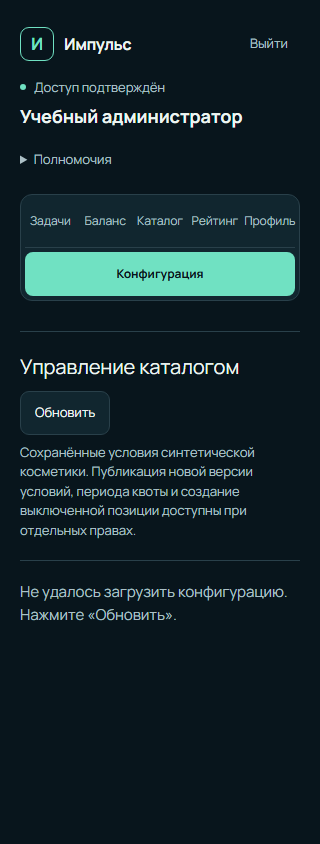 И Импульс Выйти
Доступ подтверждён
Учебный администратор
Полномочия
Задачи Баланс Каталог Рейтинг Профиль
Конфигурация
Управление каталогом
Обновить
Сохранённые условия синтетической
косметики. Публикация новой версии
условий, периода квоты и создание
выключенной позиции доступны при
отдельных правах.
Не удалось загрузить конфигурацию.
Нажмите «Обновить».